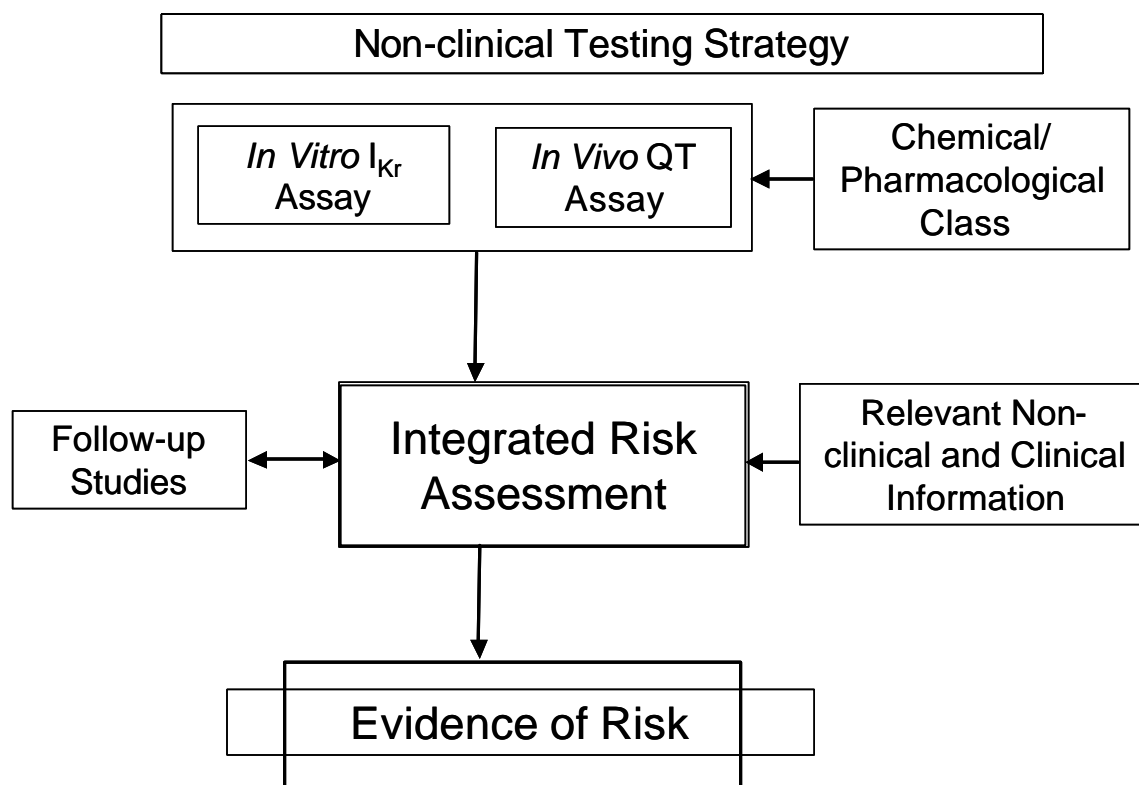 Non-clinical Testing Strategy
In Vitro IKr
Assay
In Vivo QT
Assay
Chemical/
Pharmacological
Class
Follow-up
Studies
Integrated Risk
Assessment
Relevant Non-
clinical and Clinical
Information
Evidence of Risk